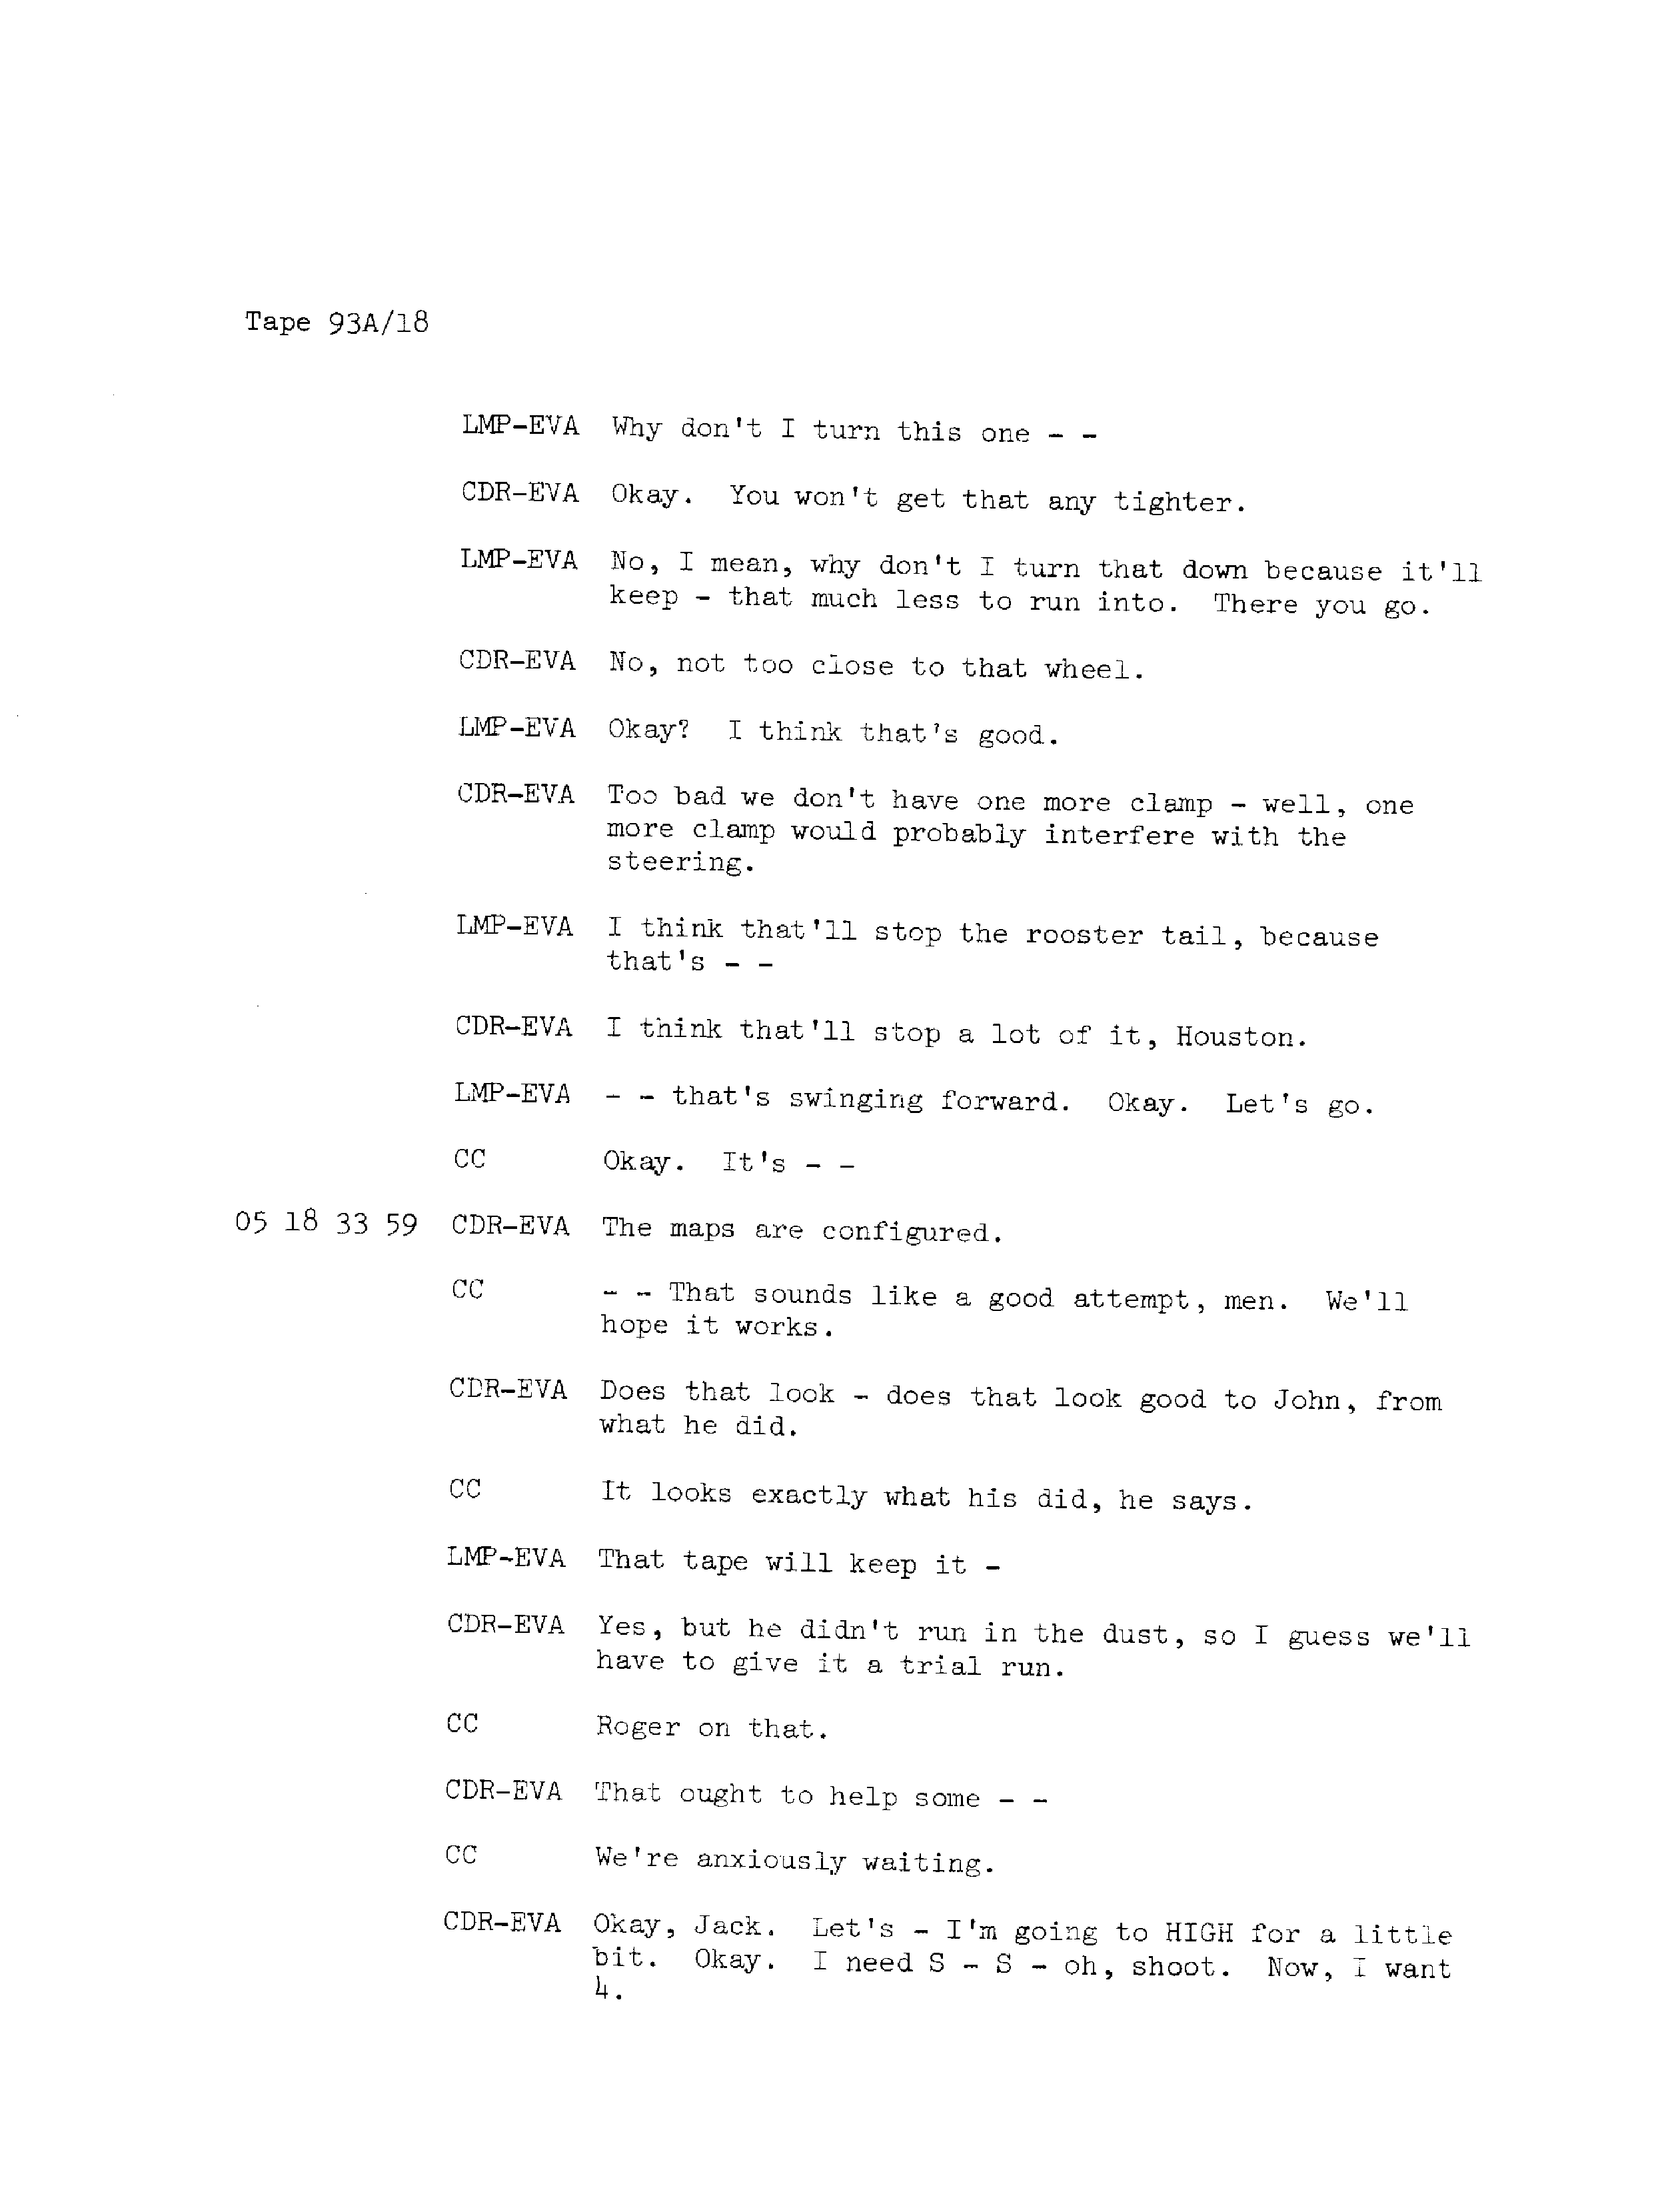 Tape 93A/18
LMP-EVA Why don't I turn this one - -
CDR-EVA Okay. You won't get that any tighter.
LMP-EVA No, I mean, why don't I turn that down because it'll
keep - that much less to run into. There you go.
CDR-EVA No, not too close to that wheel.
LMP-EVA Okay? I think that's good.
CDR-EVA Too bad we don't have one more clamp - well, one
more clamp would probably interfere with the
steering.
LMP-EVA I think that'll stop the rooster tail, because
that's - -
CDR-EVA I think that'll stop a lot of it, Houston.
LMP-EVA - - that's swinging forward. Okay. Let's go.
CC Okay. It's - -
05 18 33 59 CDR-EVA The maps are configured.
CC - - That sounds like a good attempt, men. We'll
hope it works.
CDR-EVA Does that look - does that look good to John, from
what he did.
CC It looks exactly what his did, he says.
LMP-EVA That tape will keep it -
CDR-EVA Yes, but he didn't run in the dust, so I guess we'll
have to give it a trial run.
CC Roger on that.
CDR-EVA That ought to help some - -
CC We're anxiously waiting.
CDR-EVA Okay, Jack. Let's - I'm going to HIGH for a little
bit. Okay. I need S - S - oh, shoot. Now, I want
4.